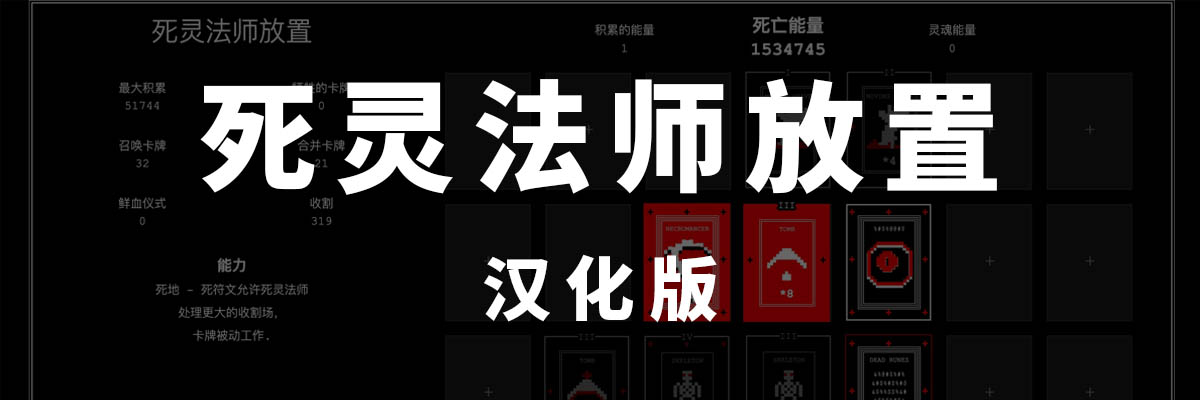 死灵法师放置
积累的能量
1
死亡能量
1534745
灵魂能量
0
最大积累
51744
牺牲的卡牌
0
死灵法师放置
召唤卡牌
32
合并卡牌
21
鲜血仪式
0
收割
319
II
*4
III
NECROMANCER
TOMB
*8
汉化版
能力
死地 - 死符文允许死灵法师
处理更大的收割场，
卡牌被动工作.
III
TOMB
IV
SKELETON
III
SKELETON
DEAD RUNES